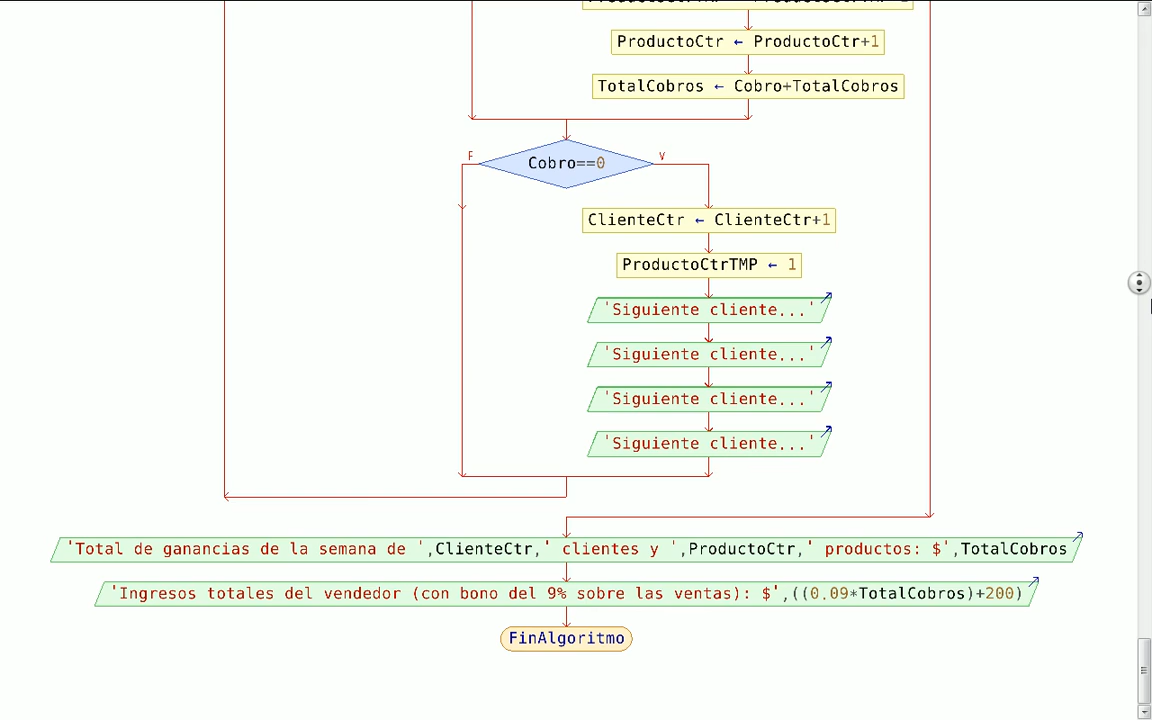 ProductoCtr ← ProductoCtr+1
TotalCobros ← Cobro+TotalCobros
F
V
Cobro==0
ClienteCtr ← ClienteCtr+1
ProductoCtrTMP ← 1
'Siguiente cliente...'
'Siguiente cliente...'
'Siguiente cliente...'
'Siguiente cliente...'
'Total de ganancias de la semana de ',ClienteCtr,' clientes y ',ProductoCtr,' productos: $',TotalCobros
'Ingresos totales del vendedor (con bono del 9% sobre las ventas): $',((0.09*TotalCobros)+200)
FinAlgoritmo